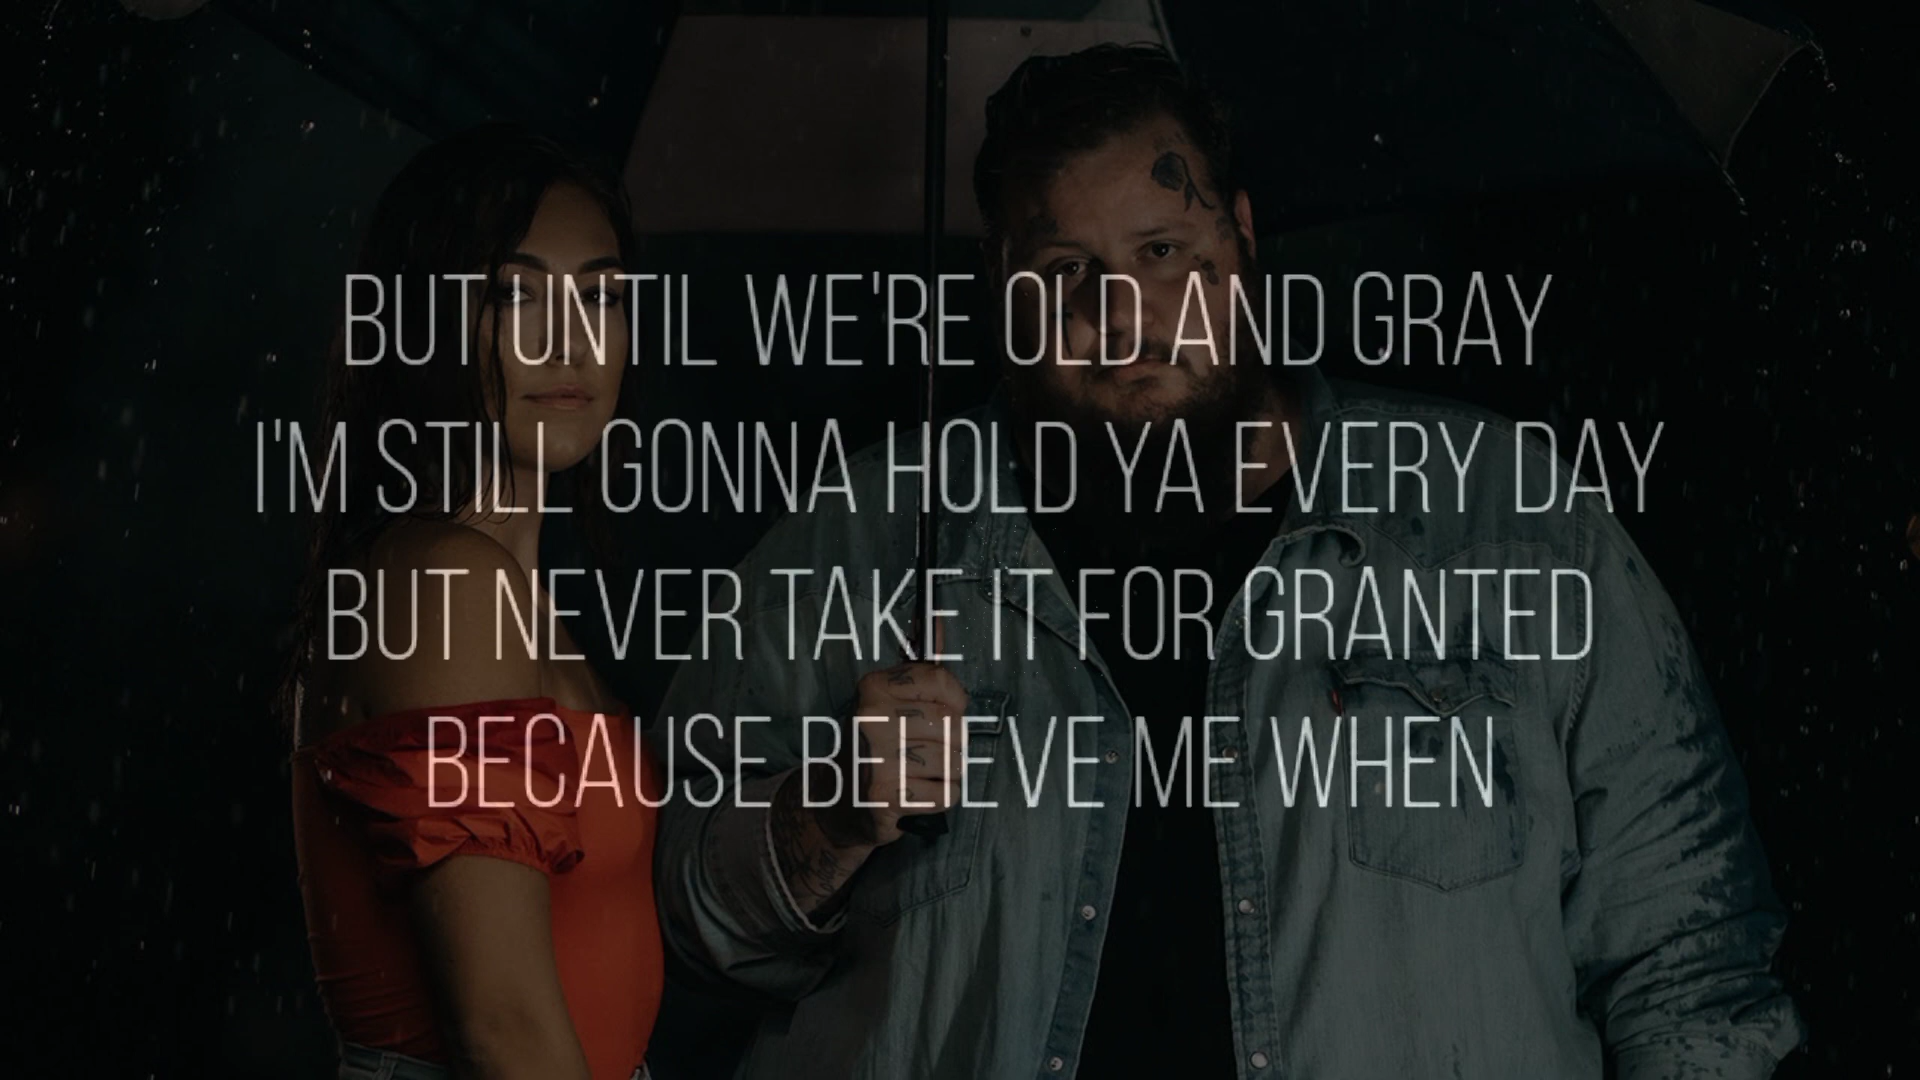 BUT UNTIL WE'RE OLD AND GRAY
I'M STILL GONNA HOLD YA EVERY DAY
BUT NEVER TAKE IT FOR GRANTED
BECAUSE BELIEVE ME WHEN